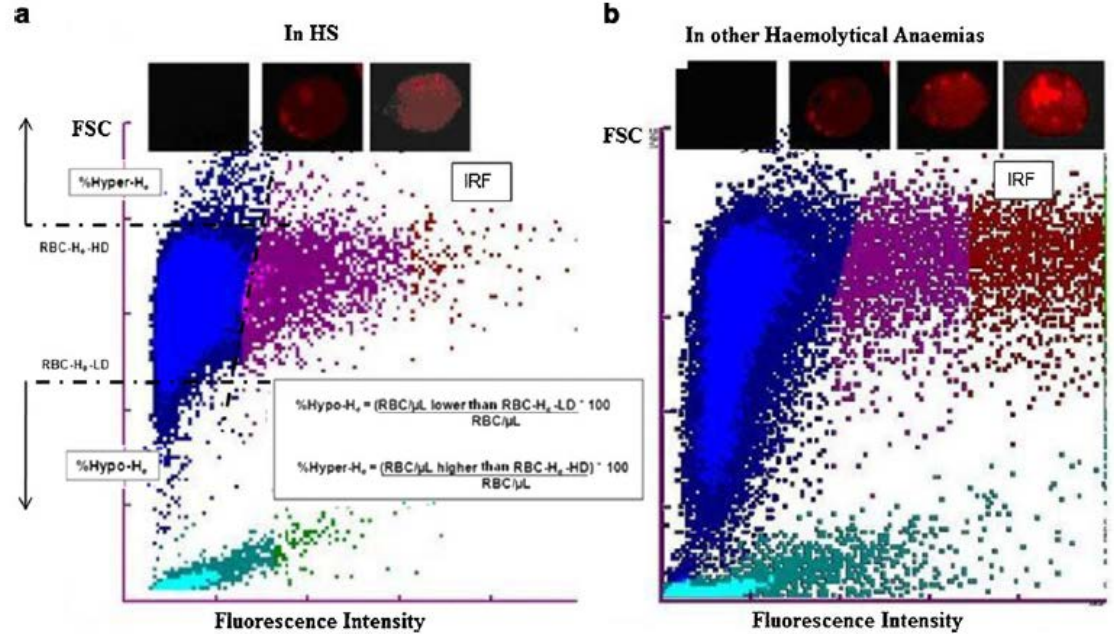 a
In HS
FSC
%Hyper-Hₑ
IRF
RBC-Hₑ-HD
RBC-Hₑ-LD
%Hypo-Hₑ = (RBC/µL lower than RBC-Hₑ -LD * 100
RBC/µL
%Hyper-Hₑ = (RBC/µL higher than RBC-Hₑ -HD) * 100
RBC/µL
%Hypo-Hₑ
Fluorescence Intensity
b
In other Haemolytical Anaemias
FSC
IRF
Fluorescence Intensity